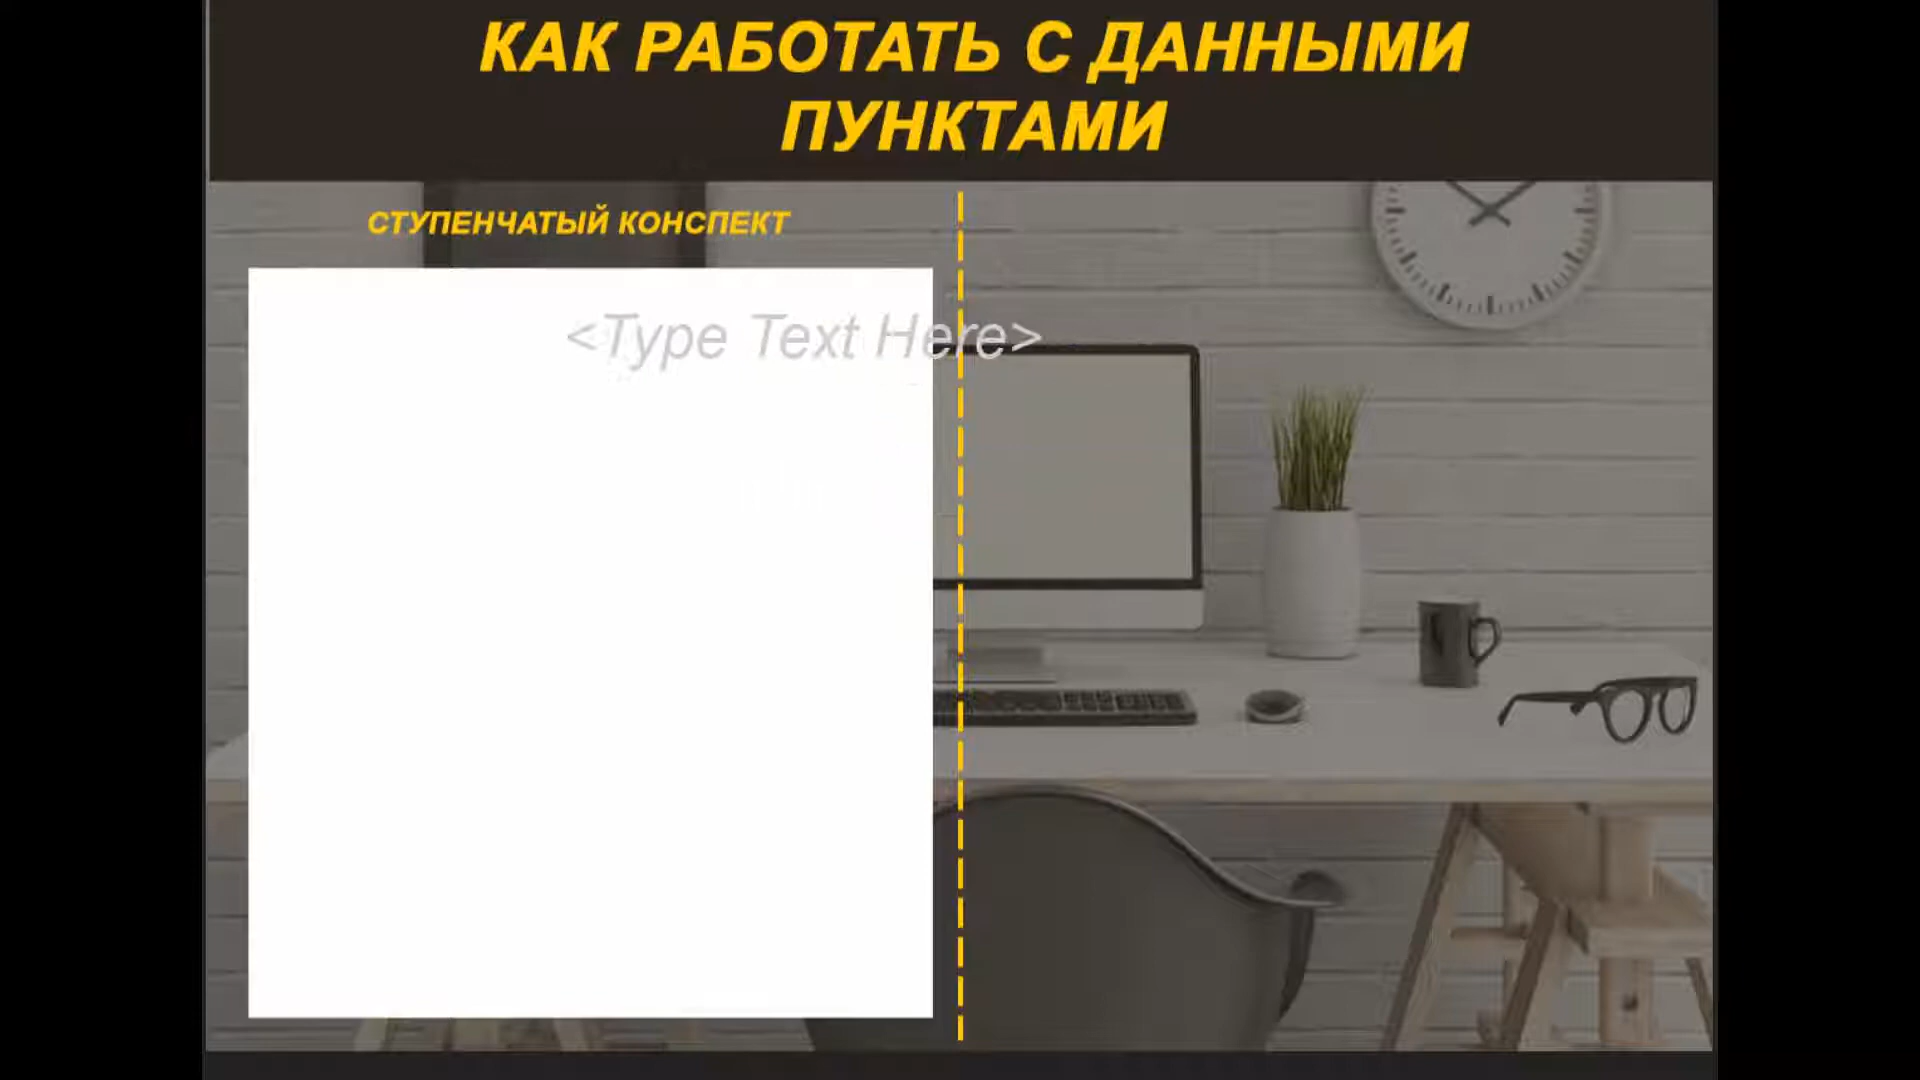 КАК РАБОТАТЬ С ДАННЫМИ
ПУНКТАМИ
СТУПЕНЧАТЫЙ КОНСПЕКТ
<Type Text Here>